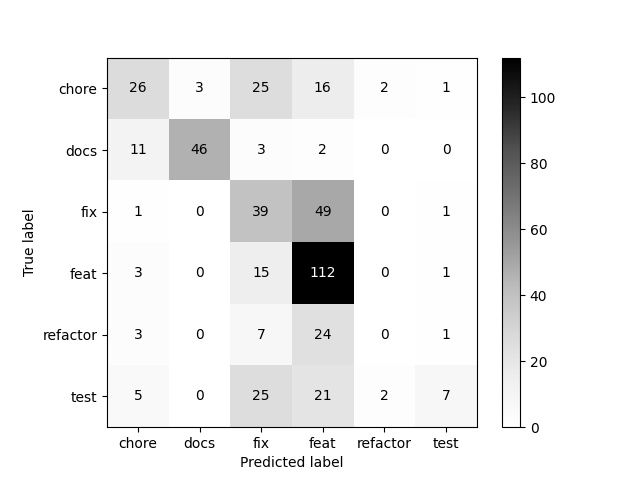 chore 26 3 25 16 2 1
docs 11 46 3 2 0 0
fix 1 0 39 49 0 1
feat 3 0 15 112 0 1
refactor 3 0 7 24 0 1
test 5 0 25 21 2 7
chore docs fix feat refactor test
Predicted label
True label
100
80
60
40
20
0